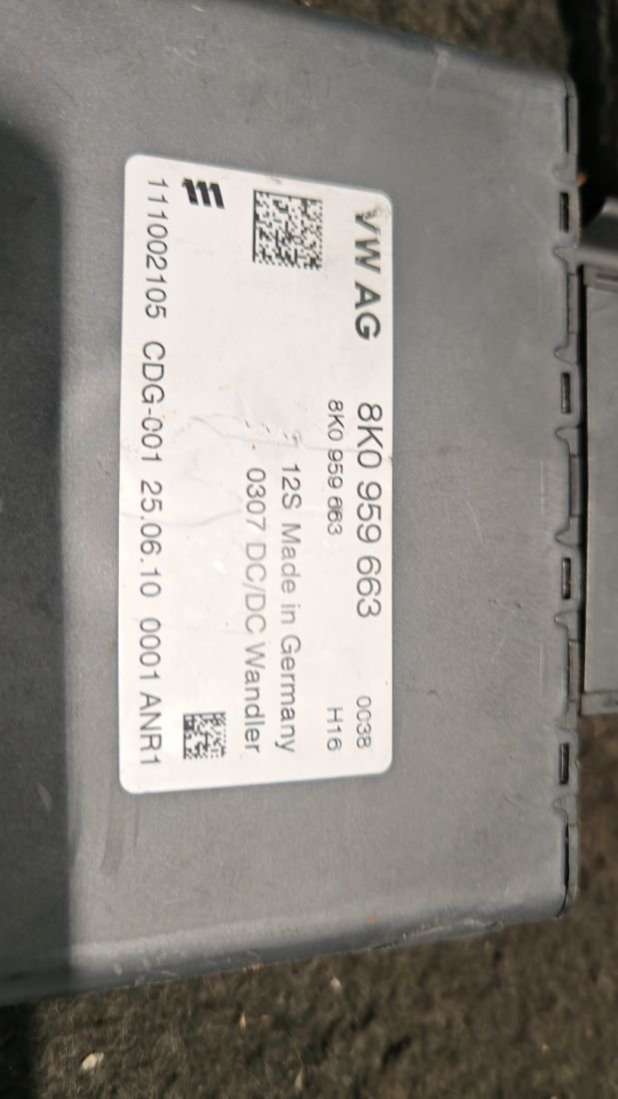 VW AG 8K0 959 663 0038
8K0 959 663 H16
12S Made in Germany
0307 DC/DC Wandler
111002105 CDG-001 25.06.10 0001 ANR1